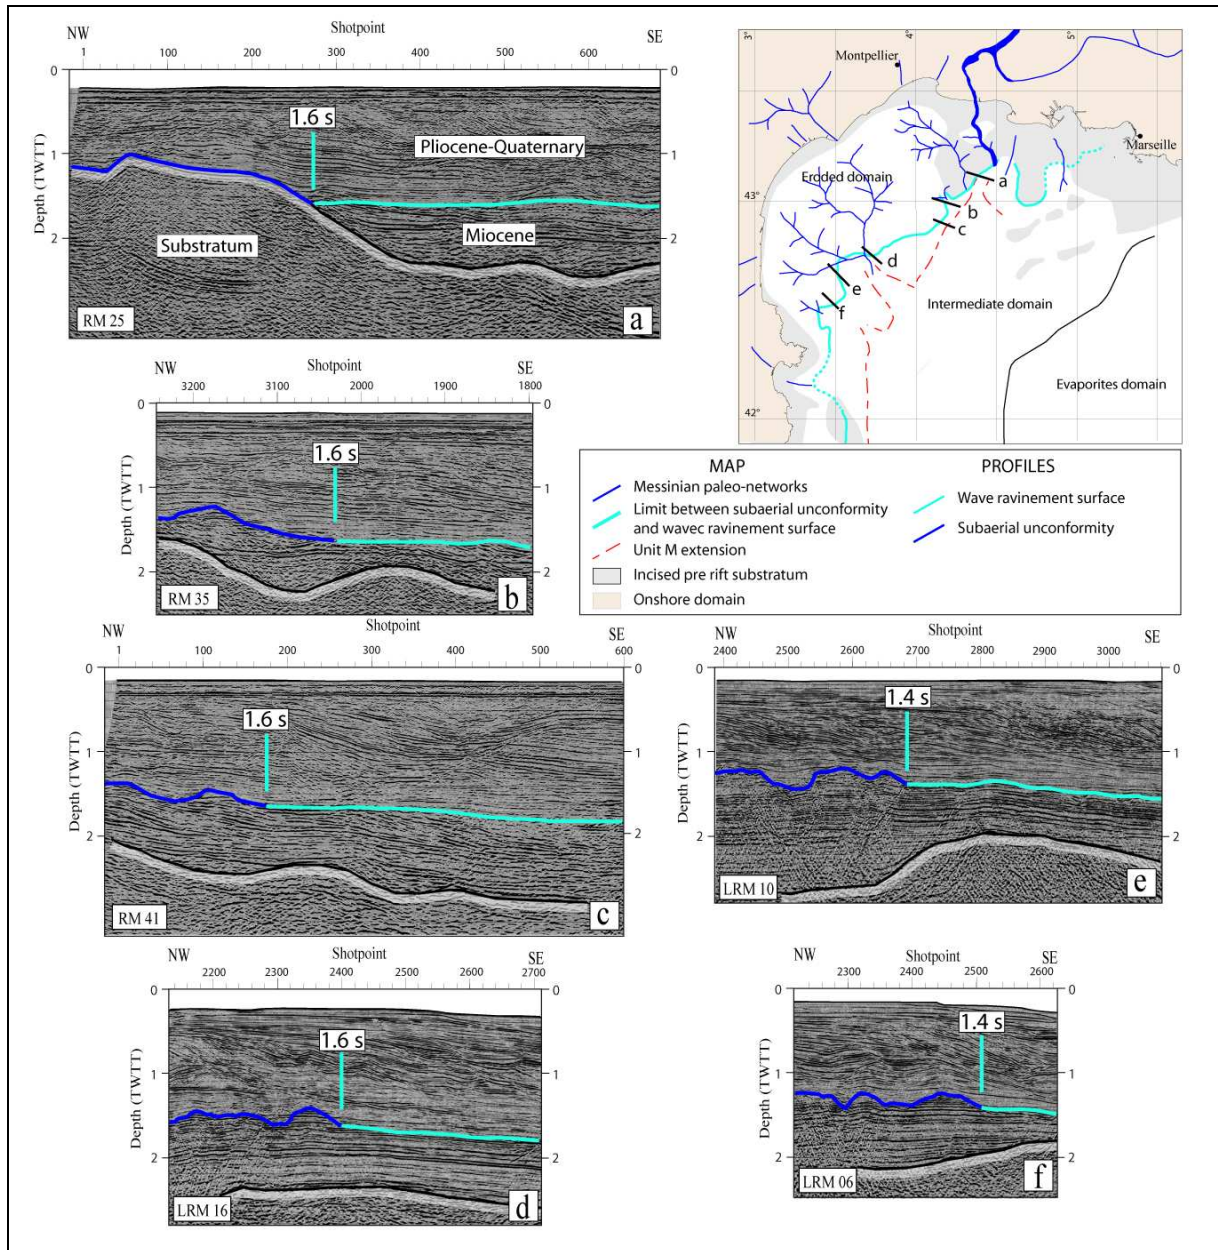 NW
Shotpoint
SE
1 100 200 300 400 500 600
0
0
1.6 s
1
1
Pliocene-Quaternary
Depth (TWTT)
2
2
Miocene
Substratum
RM 25
a
3° 4° 5°
Montpellier
Marseille
Eroded domain
a
43°
b
c
d
e
f
Intermediate domain
Evaporites domain
42°
NW
Shotpoint
SE
3200 3100 2000 1900 1800
0
0
1.6 s
1
1
Depth (TWTT)
2
2
RM 35
b
MAP
Messinian paleo-networks
Limit between subaerial unconformity
and wavec ravinement surface
Unit M extension
Incised pre rift substratum
Onshore domain
PROFILES
Wave ravinement surface
Subaerial unconformity
NW
Shotpoint
SE
1 100 200 300 400 500 600
0
0
1.6 s
1
1
Depth (TWTT)
2
2
RM 41
c
NW
Shotpoint
SE
2400 2500 2600 2700 2800 2900 3000
0
0
1.4 s
1
1
Depth (TWTT)
2
2
LRM 10
e
NW
Shotpoint
SE
2200 2300 2400 2500 2600 2700
0
0
1.6 s
1
1
Depth (TWTT)
2
2
LRM 16
d
NW
Shotpoint
SE
2300 2400 2500 2600
0
0
1.4 s
1
1
Depth (TWTT)
2
2
LRM 06
f